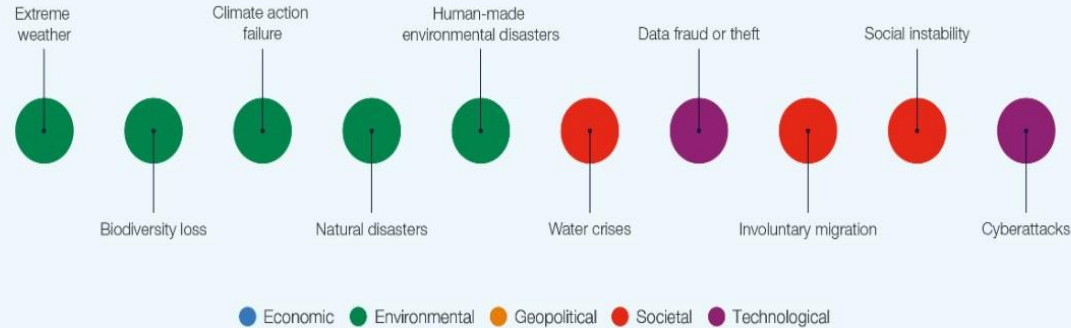 Extreme
weather
Climate action
failure
Human-made
environmental disasters
Data fraud or theft
Social instability
Biodiversity loss
Natural disasters
Water crises
Involuntary migration
Cyberattacks
Economic
Environmental
Geopolitical
Societal
Technological